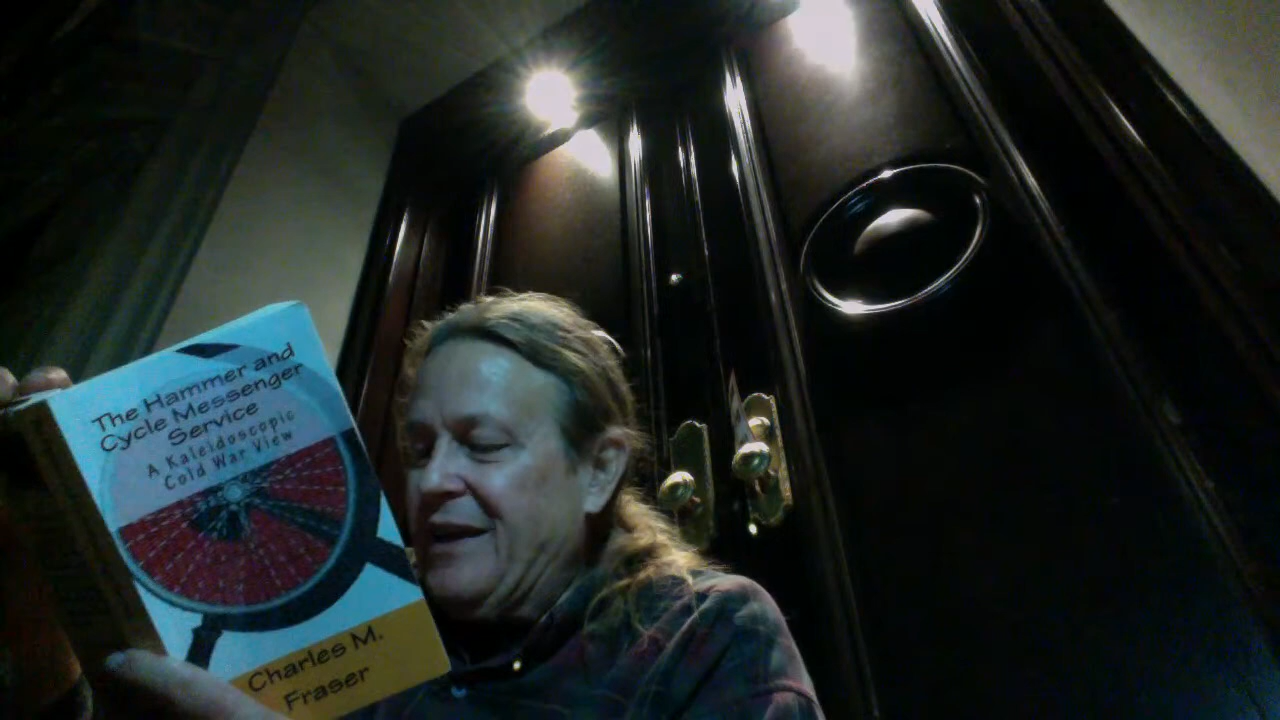 The Hammer and
Cycle Messenger
Service
A Kaleidoscopic
Cold War View
Charles M.
Fraser